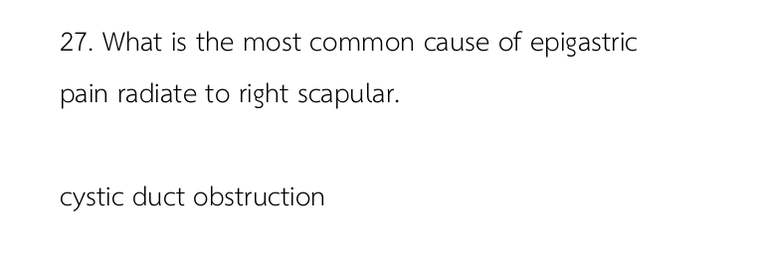 27. What is the most common cause of epigastric
pain radiate to right scapular.
cystic duct obstruction